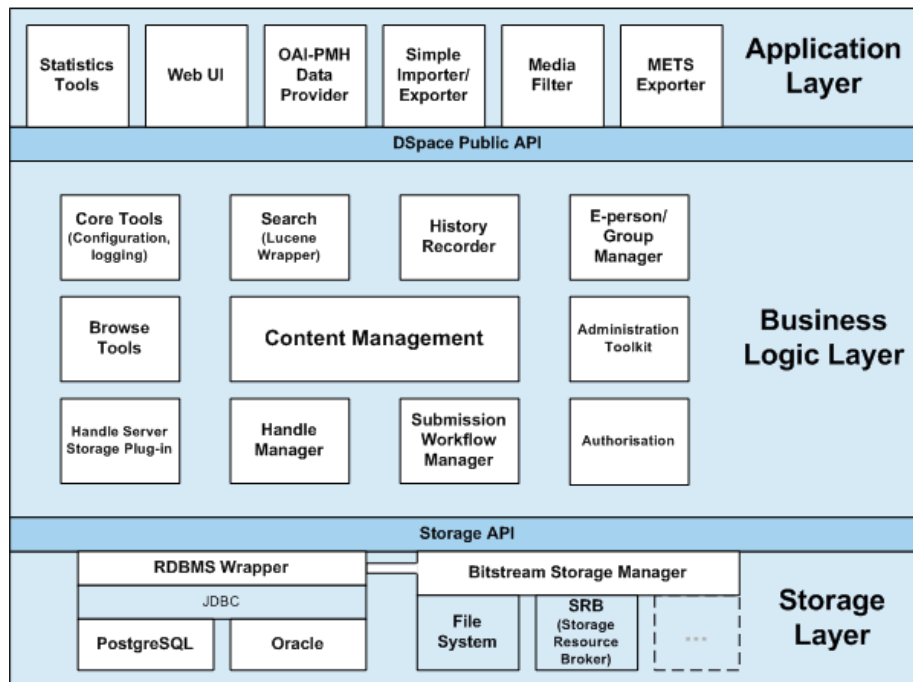 Statistics
Tools
Web UI
OAI-PMH
Data
Provider
Simple
Importer/
Exporter
Media
Filter
METS
Exporter
Application
Layer
DSpace Public API
Core Tools
(Configuration,
logging)
Search
(Lucene
Wrapper)
History
Recorder
E-person/
Group
Manager
Browse
Tools
Content Management
Administration
Toolkit
Business
Logic Layer
Handle Server
Storage Plug-in
Handle
Manager
Submission
Workflow
Manager
Authorisation
Storage API
RDBMS Wrapper
JDBC
PostgreSQL
Oracle
Bitstream Storage Manager
File
System
SRB
(Storage
Resource
Broker)
...
Storage
Layer